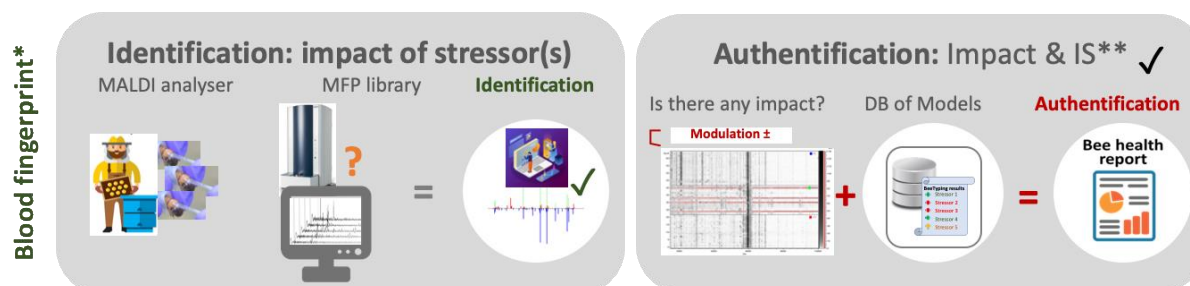 Blood fingerprint*
Identification: impact of stressor(s)
MALDI analyser
MFP library
Identification
?
=
Authentification: Impact & IS**
Is there any impact?
DB of Models
Authentification
Modulation ±
BeeTyping results
Stressor 1
Stressor 2
Stressor 3
Stressor 4
Stressor 5
+
=
Bee health
report